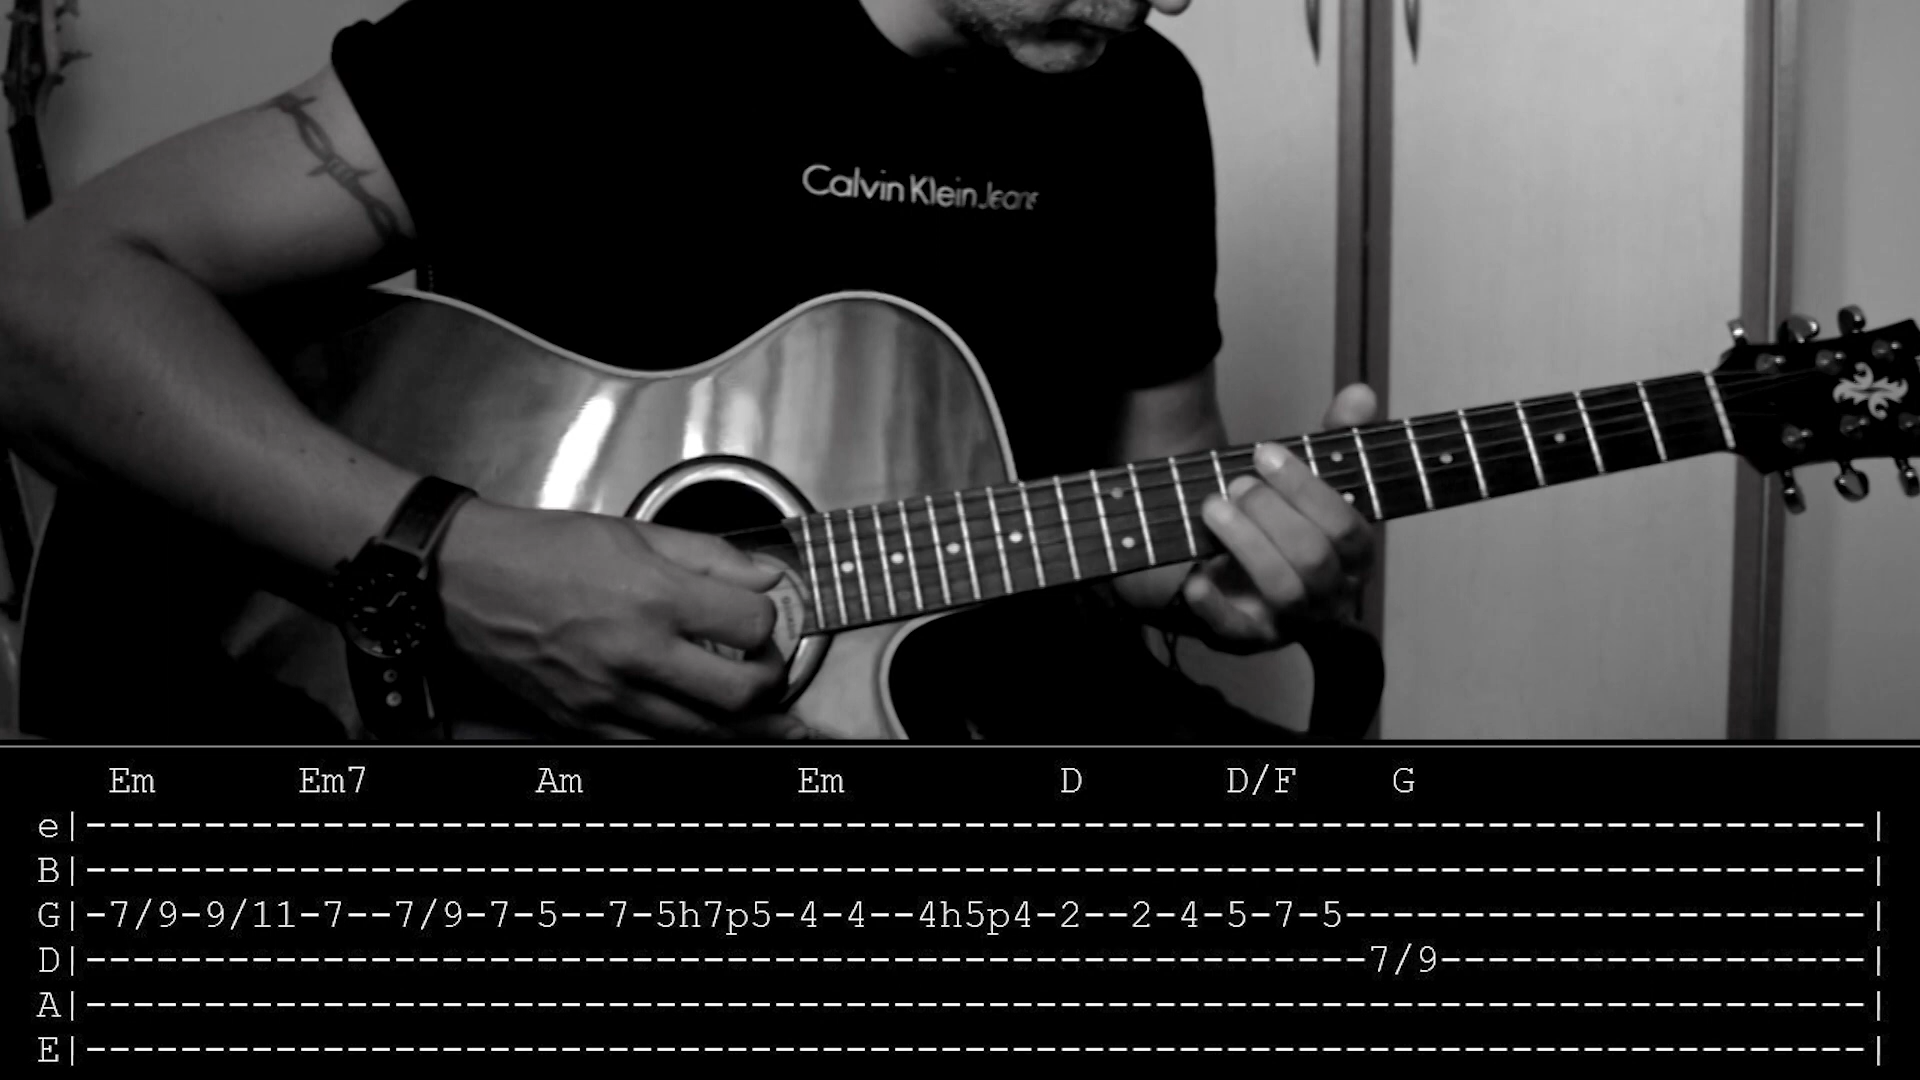 Calvin Klein Jeans
Em Em7 Am Em D D/F G
e|---------------------------------------------------------------------------|
B|---------------------------------------------------------------------------|
G|-7/9-9/11-7--7/9-7-5--7-5h7p5-4-4--4h5p4-2--2-4-5-7-5----------------------|
D|------------------------------------------------------7/9------------------|
A|---------------------------------------------------------------------------|
E|---------------------------------------------------------------------------|